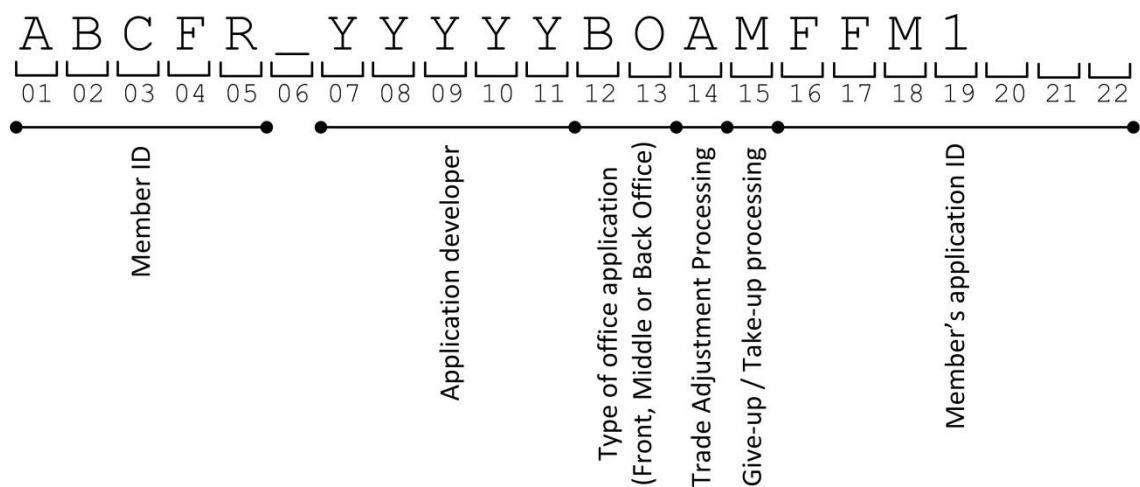 A B C F R _ Y Y Y Y Y B O A M F F M 1
01 02 03 04 05 06 07 08 09 10 11 12 13 14 15 16 17 18 19 20 21 22
Member ID
Application developer
Type of office application
(Front, Middle or Back Office)
Trade Adjustment Processing
Give-up / Take-up processing
Member's application ID